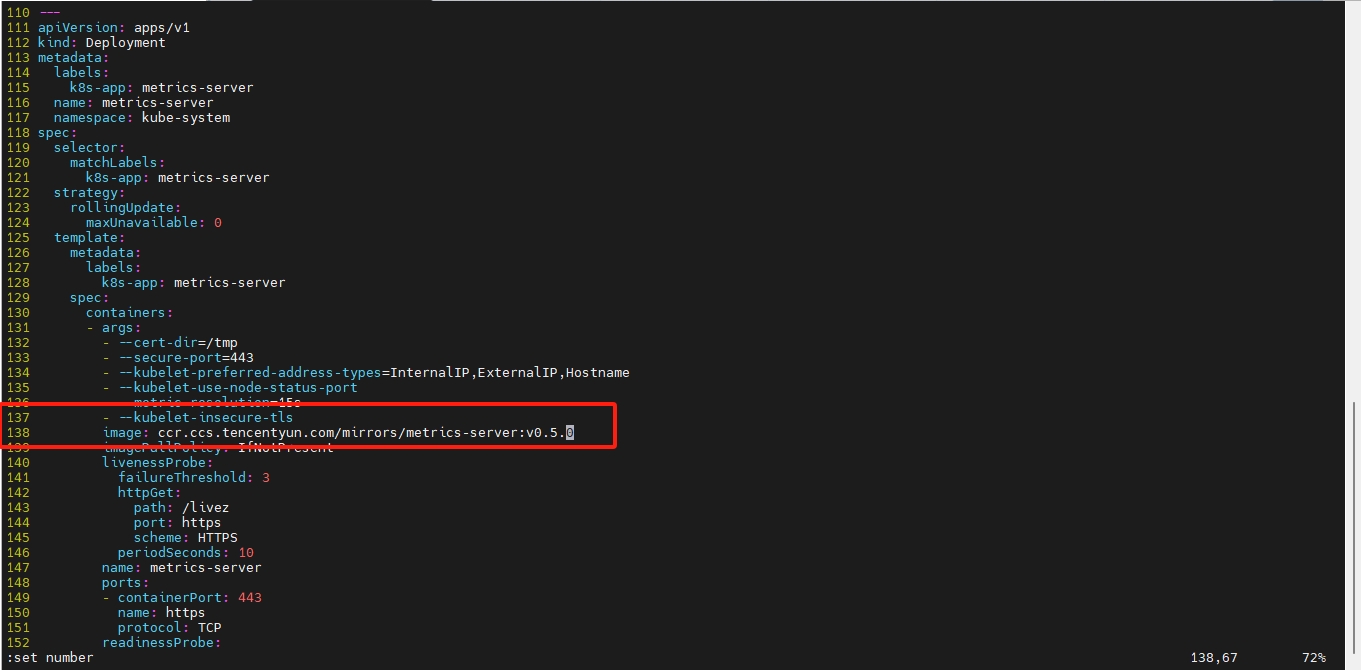 110 ---
111 apiVersion: apps/v1
112 kind: Deployment
113 metadata:
114   labels:
115     k8s-app: metrics-server
116   name: metrics-server
117   namespace: kube-system
118 spec:
119   selector:
120     matchLabels:
121       k8s-app: metrics-server
122   strategy:
123     rollingUpdate:
124       maxUnavailable: 0
125   template:
126     metadata:
127       labels:
128         k8s-app: metrics-server
129     spec:
130       containers:
131       - args:
132         - --cert-dir=/tmp
133         - --secure-port=443
134         - --kubelet-preferred-address-types=InternalIP,ExternalIP,Hostname
135         - --kubelet-use-node-status-port
136         - --metric-resolution=15s
137         - --kubelet-insecure-tls
138         image: ccr.ccs.tencentyun.com/mirrors/metrics-server:v0.5.0
139         imagePullPolicy: IfNotPresent
140         livenessProbe:
141           failureThreshold: 3
142           httpGet:
143             path: /livez
144             port: https
145             scheme: HTTPS
146           periodSeconds: 10
147         name: metrics-server
148         ports:
149         - containerPort: 443
150           name: https
151           protocol: TCP
152         readinessProbe:
:set number 138,67 72%